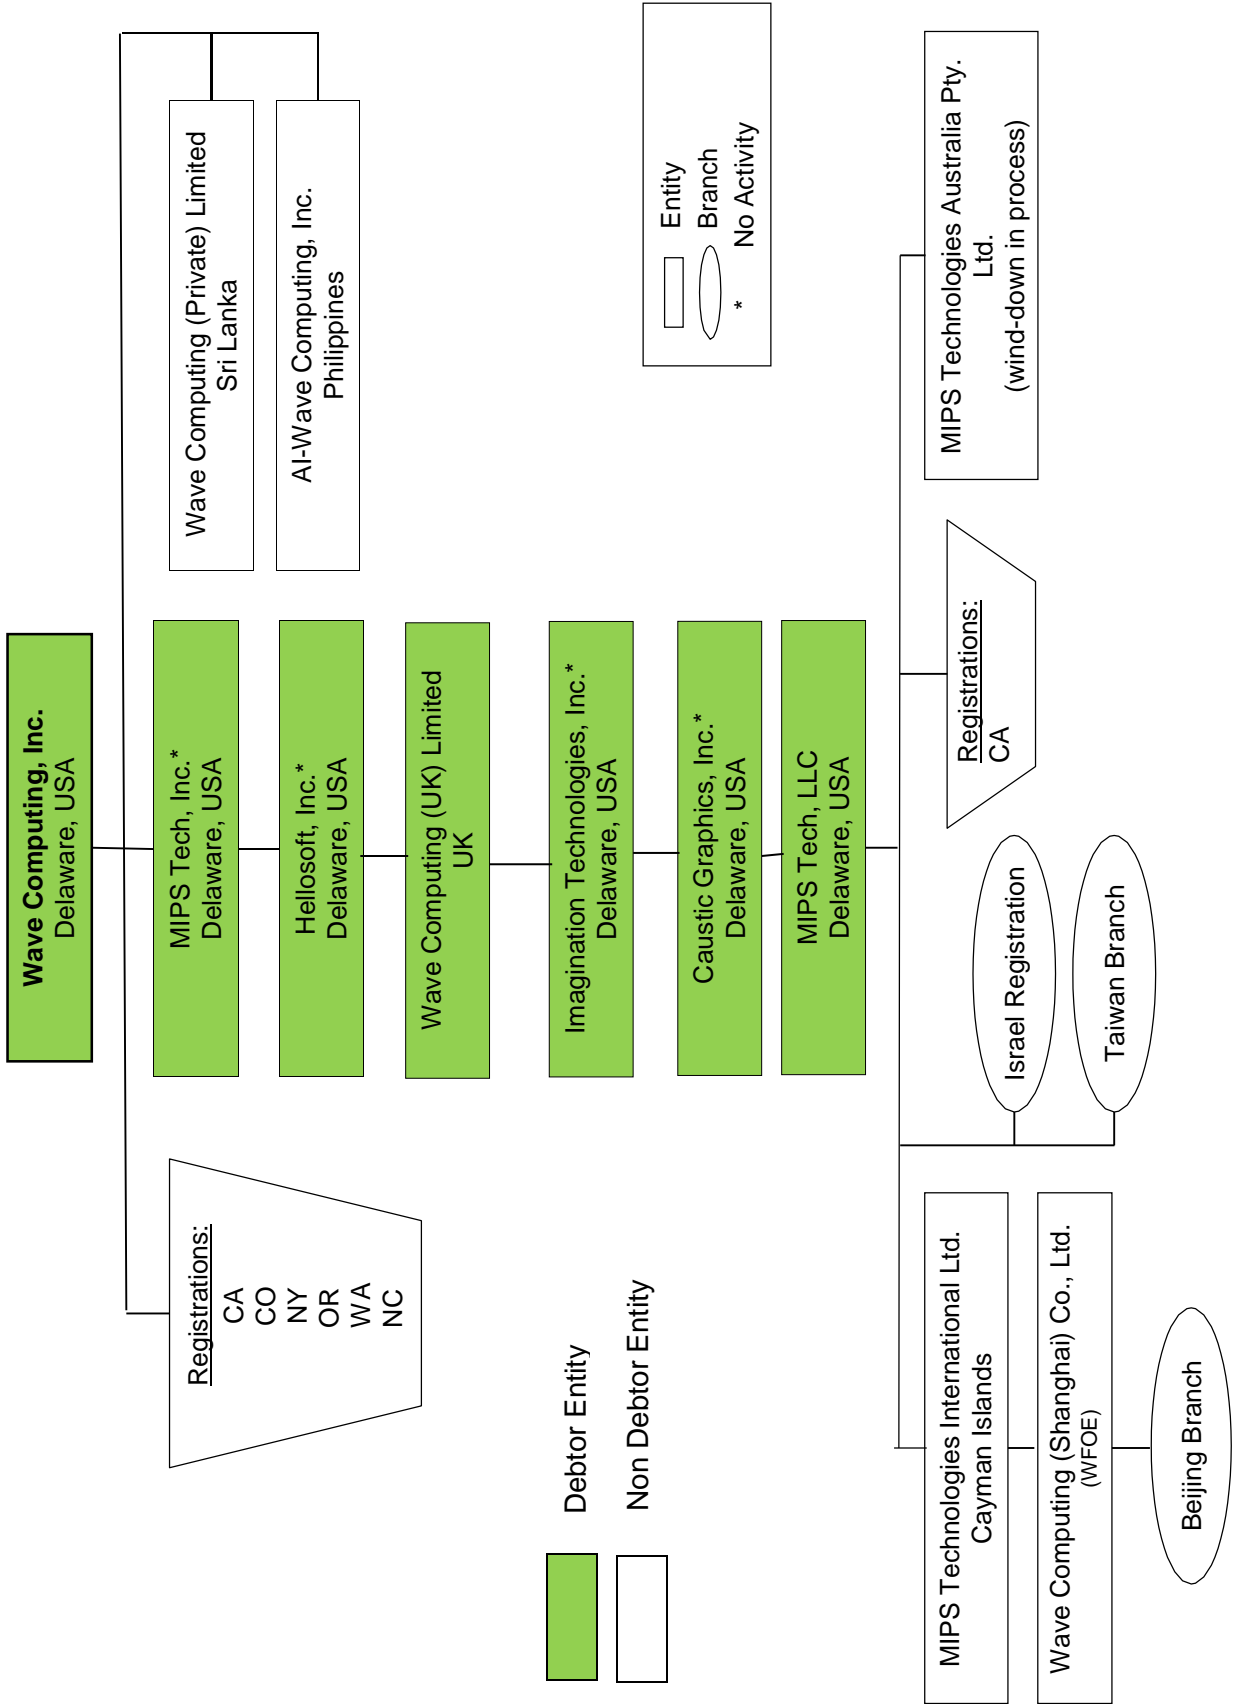 Wave Computing, Inc.
Delaware, USA
Registrations:
CA
CO
NY
OR
WA
NC
MIPS Tech, Inc.*
Delaware, USA
Wave Computing (Private) Limited
Sri Lanka
Hellosoft, Inc.*
Delaware, USA
AI-Wave Computing, Inc.
Philippines
Wave Computing (UK) Limited
UK
Debtor Entity
Non Debtor Entity
Imagination Technologies, Inc.*
Delaware, USA
Caustic Graphics, Inc.*
Delaware, USA
Entity
Branch
* No Activity
MIPS Tech, LLC
Delaware, USA
MIPS Technologies International Ltd.
Cayman Islands
Wave Computing (Shanghai) Co., Ltd.
(WFOE)
Beijing Branch
Israel Registration
Taiwan Branch
Registrations:
CA
MIPS Technologies Australia Pty.
Ltd.
(wind-down in process)